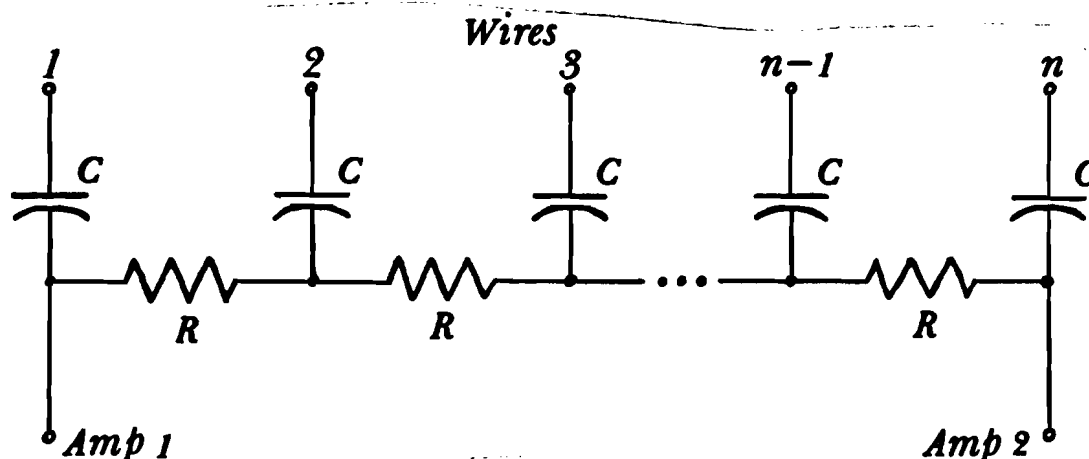 Wires
1 2 3 n-1 n
C C C C C
R R R
Amp 1 Amp 2